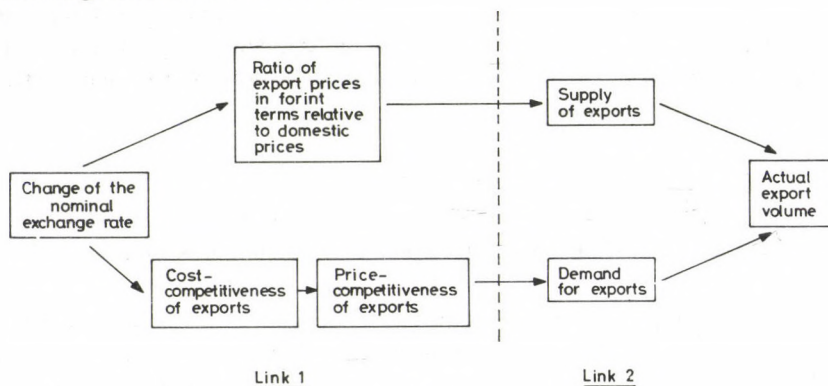 Ratio of
export prices
in forint
terms relative
to domestic
prices
Supply
of exports
Change of the
nominal
exchange rate
Actual
export
volume
Cost-
competitiveness
of exports
Price-
competitiveness
of exports
Demand
for exports
Link 1
Link 2